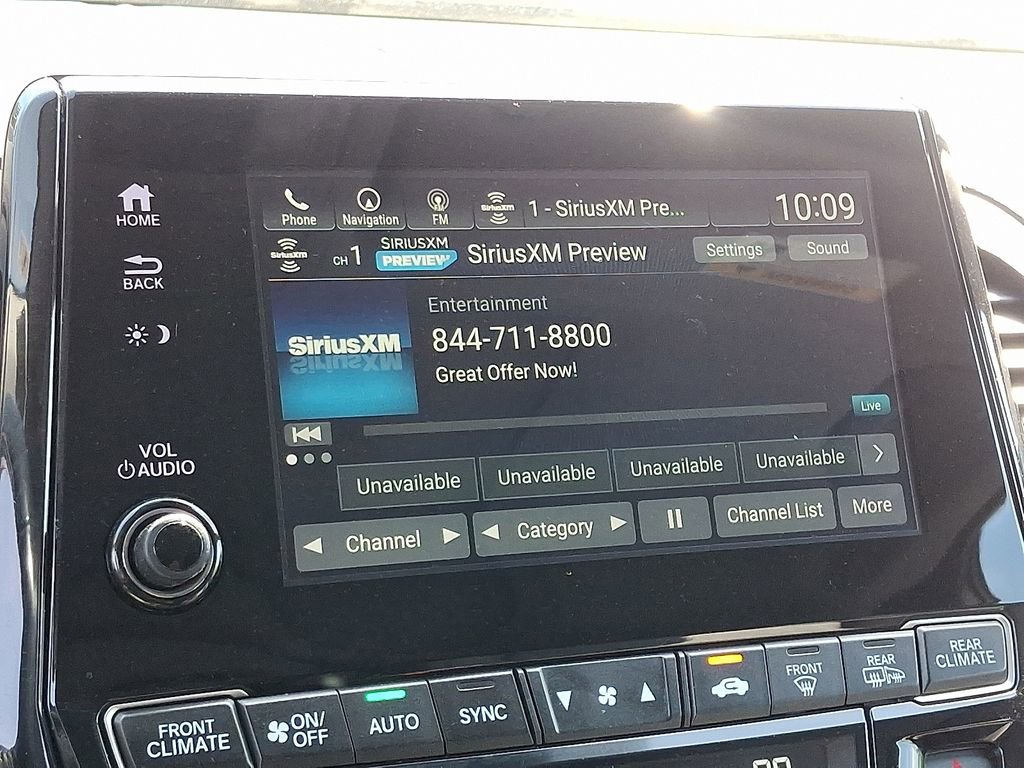 HOME
BACK
VOL
AUDIO
Phone
Navigation
FM
SiriusXM
1 - SiriusXM Pre...
10:09
SiriusXM
CH 1
SIRIUSXM
PREVIEW
SiriusXM Preview
Settings
Sound
SiriusXM
Entertainment
844-711-8800
Great Offer Now!
Live
Unavailable
Unavailable
Unavailable
Unavailable
Channel
Category
Channel List
More
FRONT
CLIMATE
ON/
OFF
AUTO
SYNC
FRONT
REAR
REAR
CLIMATE